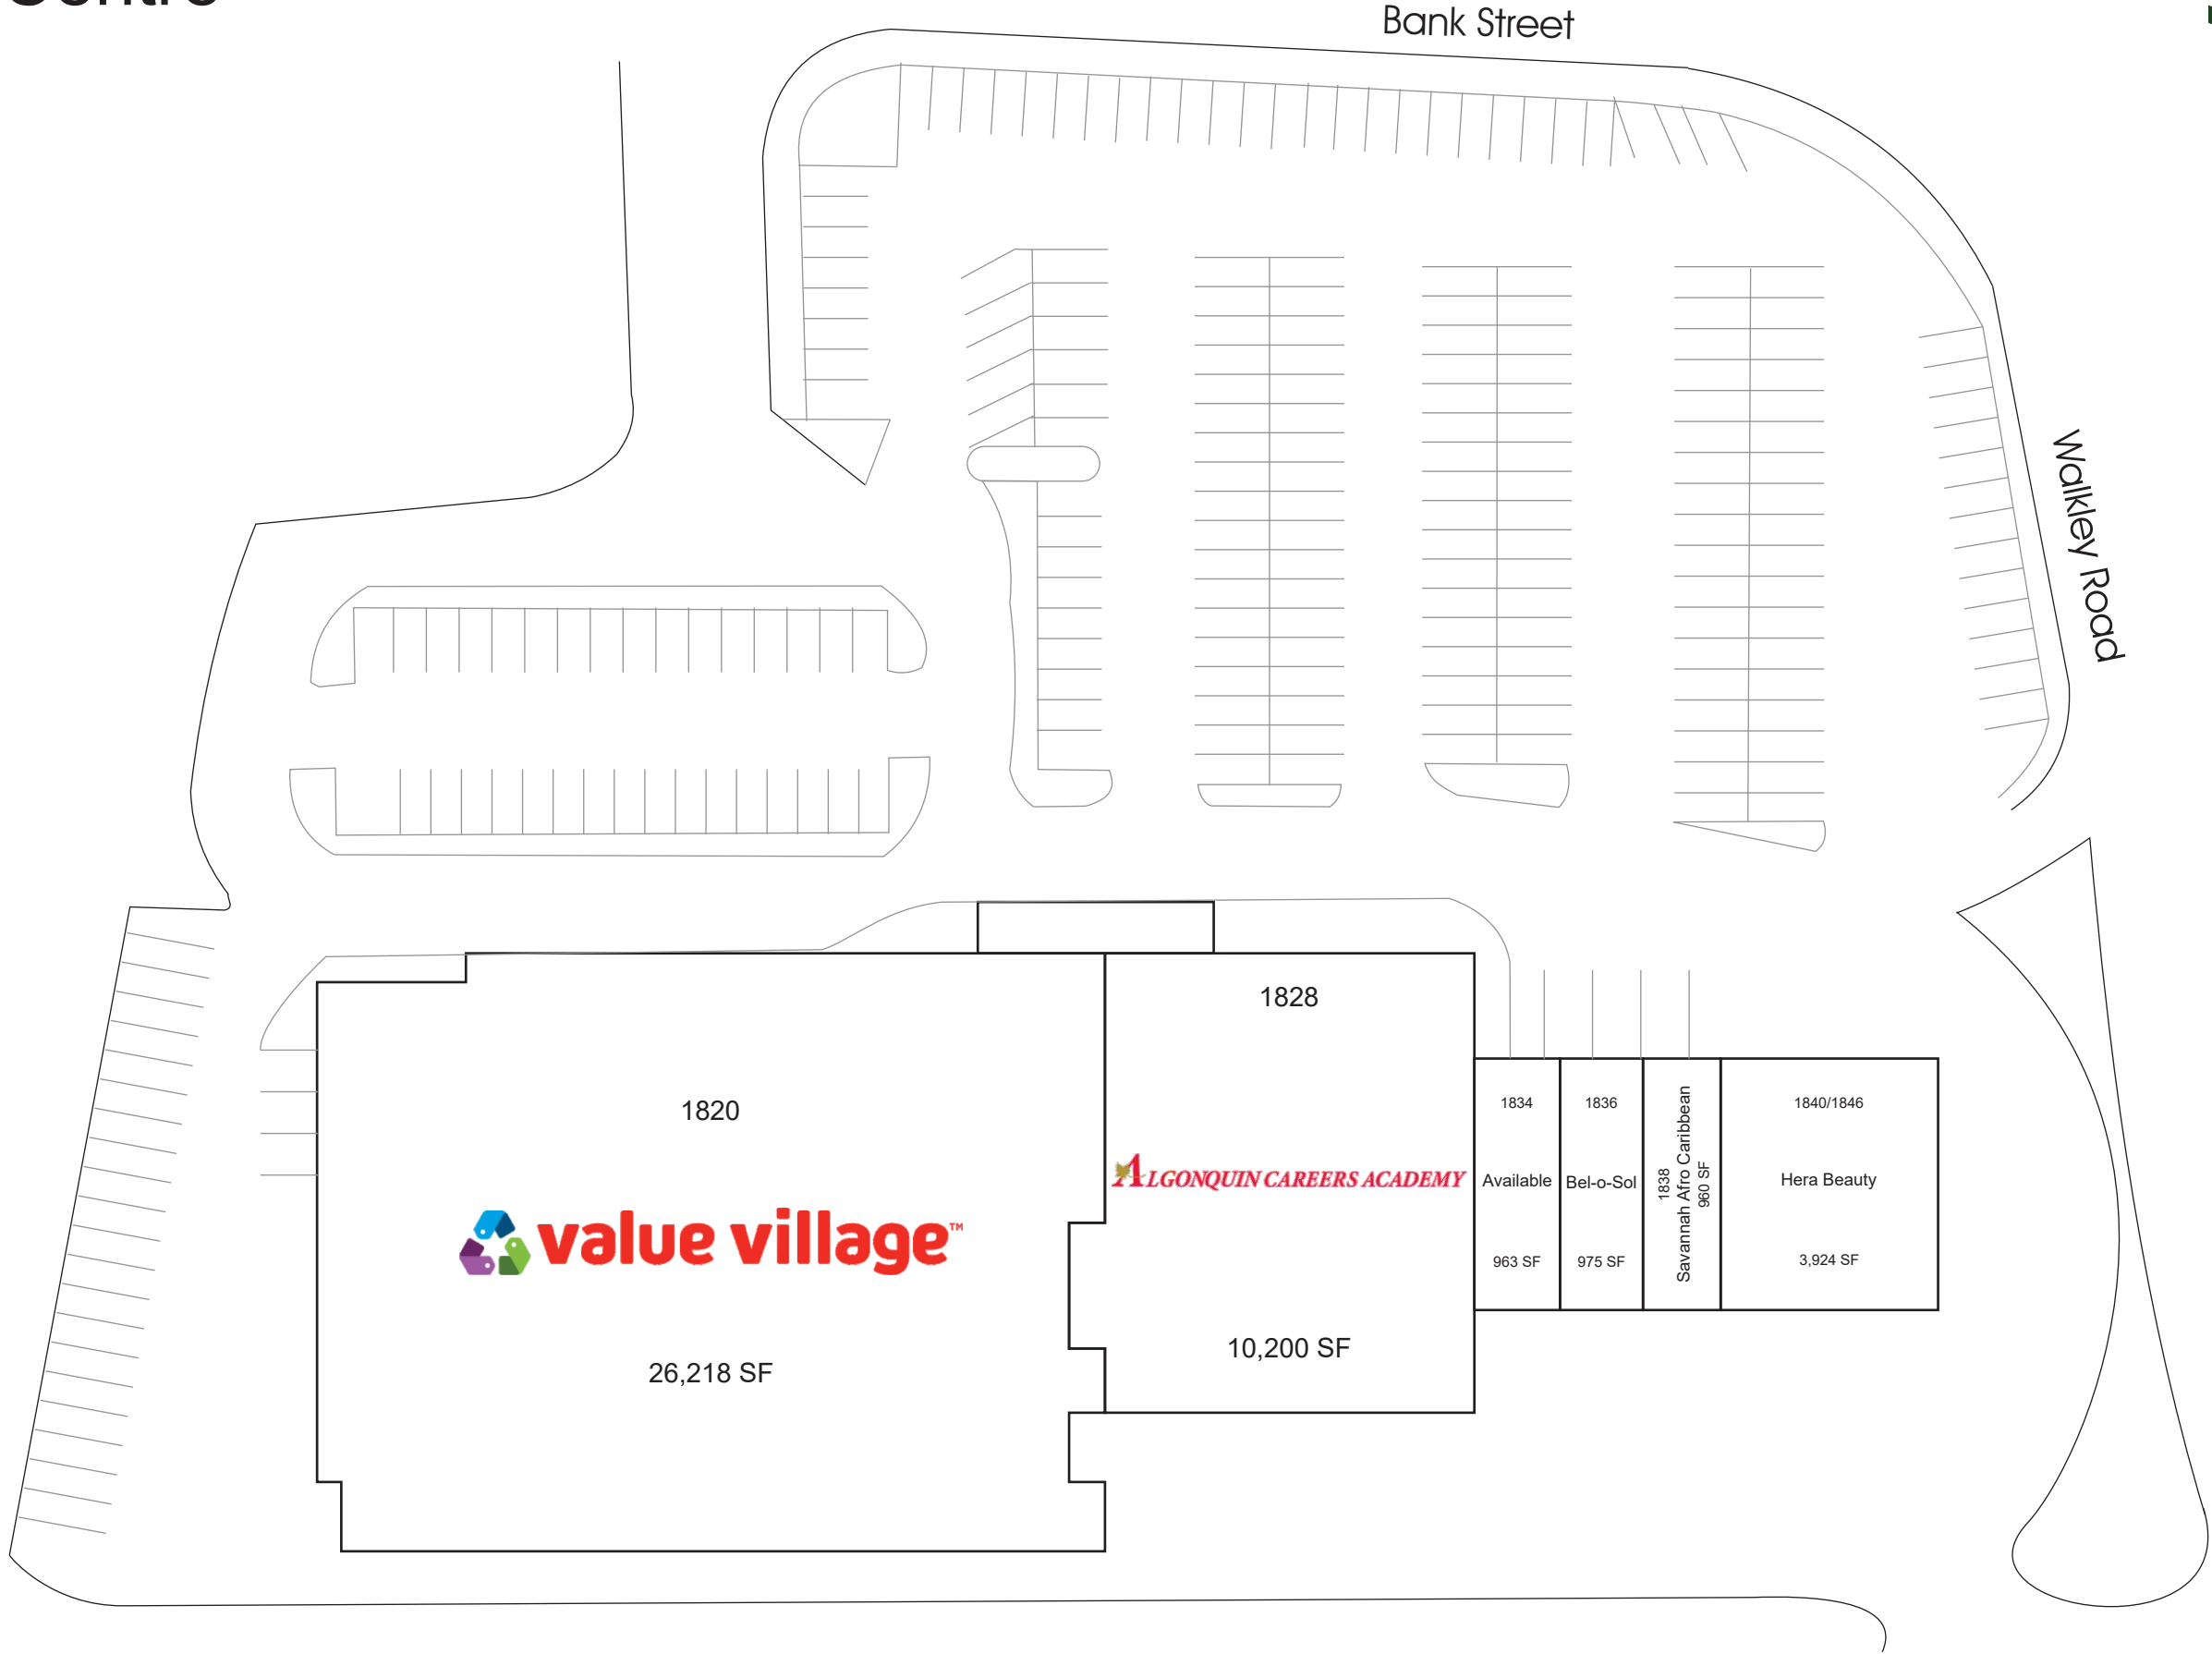 Centre
Bank Street
Walkley Road
1820
value village™
26,218 SF
1828
ALGONQUIN CAREERS ACADEMY
10,200 SF
1834
Available
963 SF
1836
Bel-o-Sol
975 SF
1838
Savannah Afro Caribbean
960 SF
1840/1846
Hera Beauty
3,924 SF